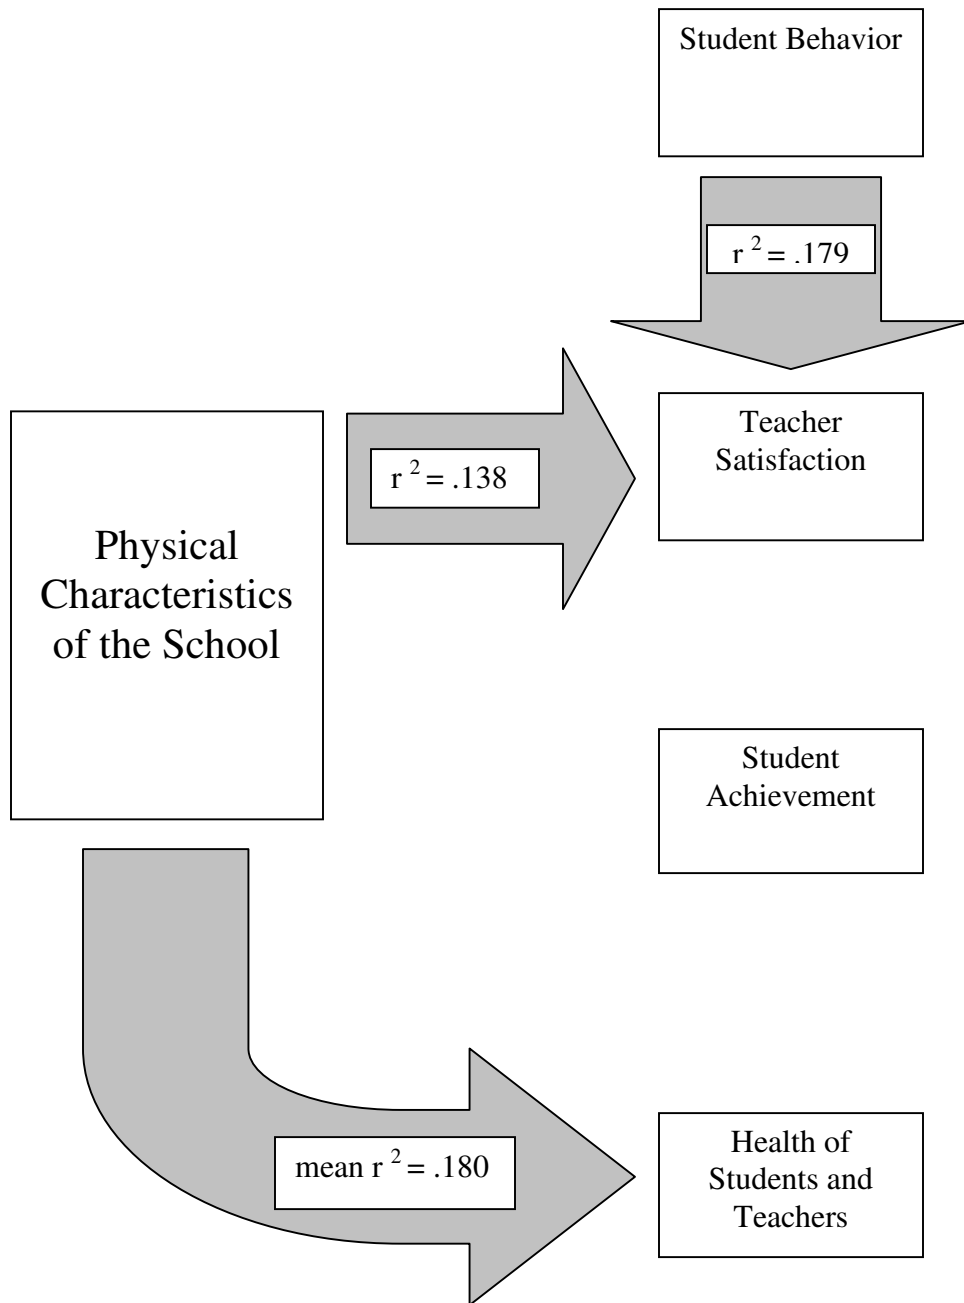 Student Behavior
r 2 = .179
Teacher
Satisfaction
r 2 = .138
Physical
Characteristics
of the School
Student
Achievement
mean r 2 = .180
Health of
Students and
Teachers